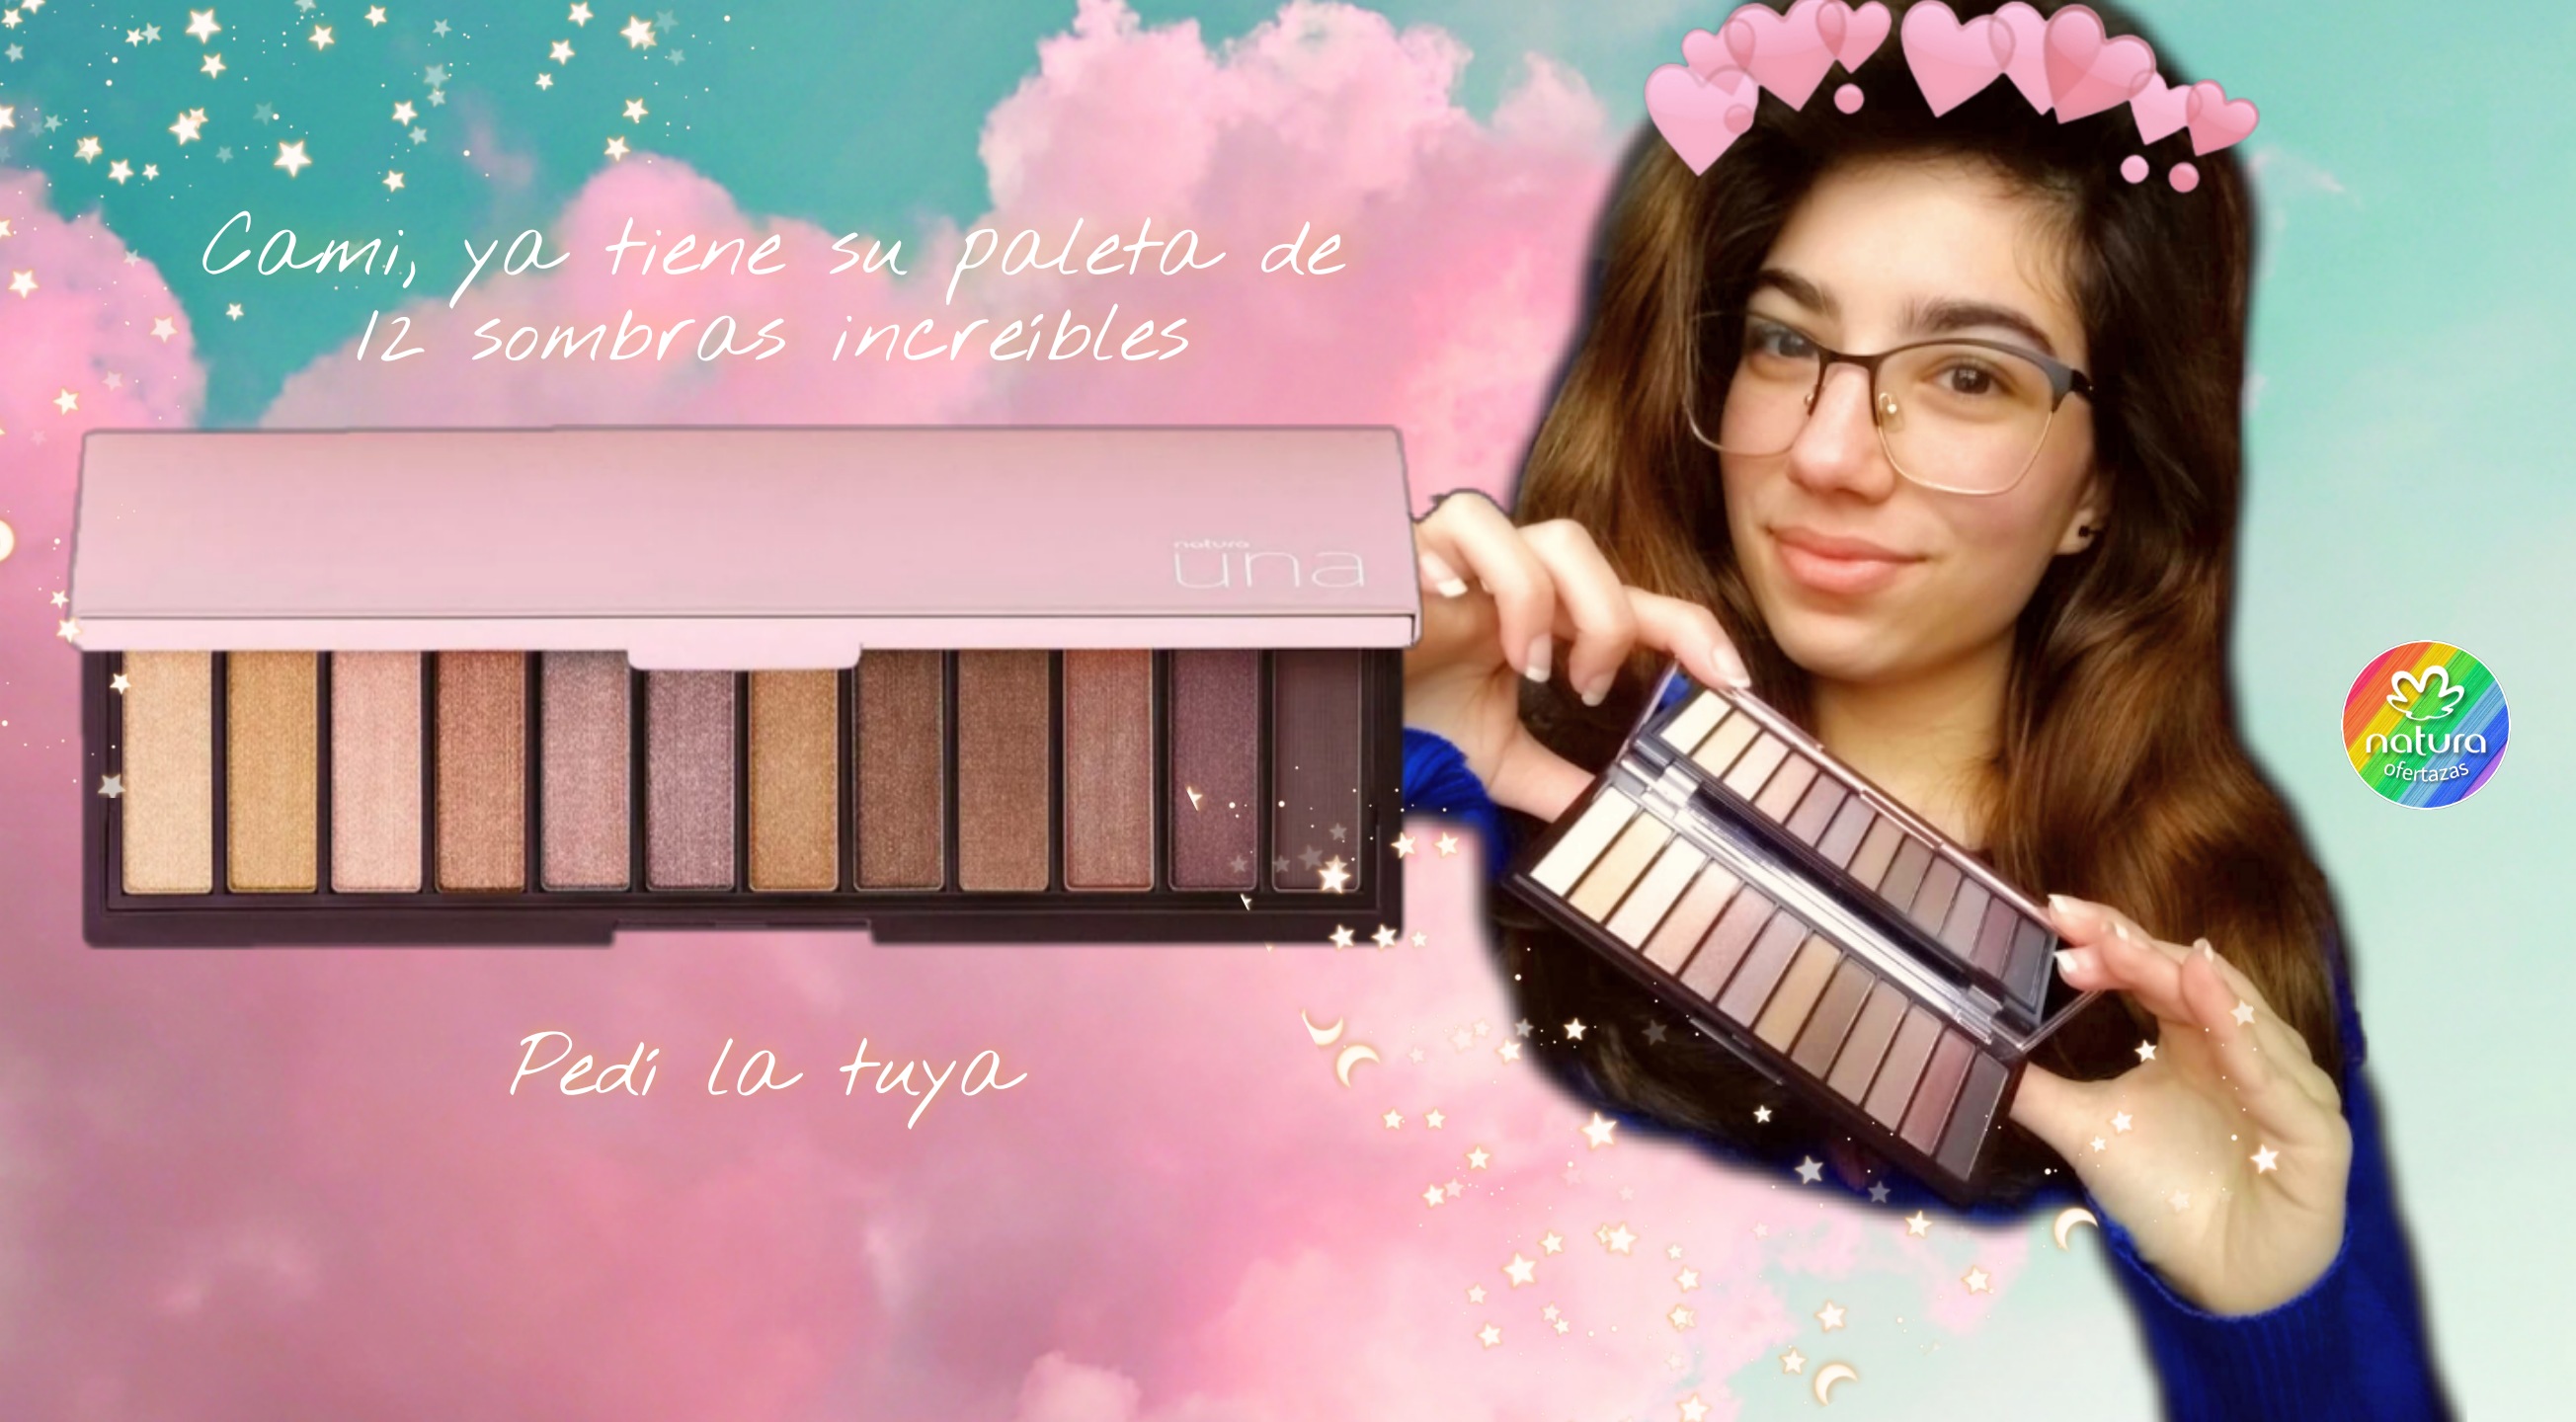 Cami, ya tiene su paleta de
12 sombras increíbles
natura
una
natura
ofertazas
Pedí la tuya